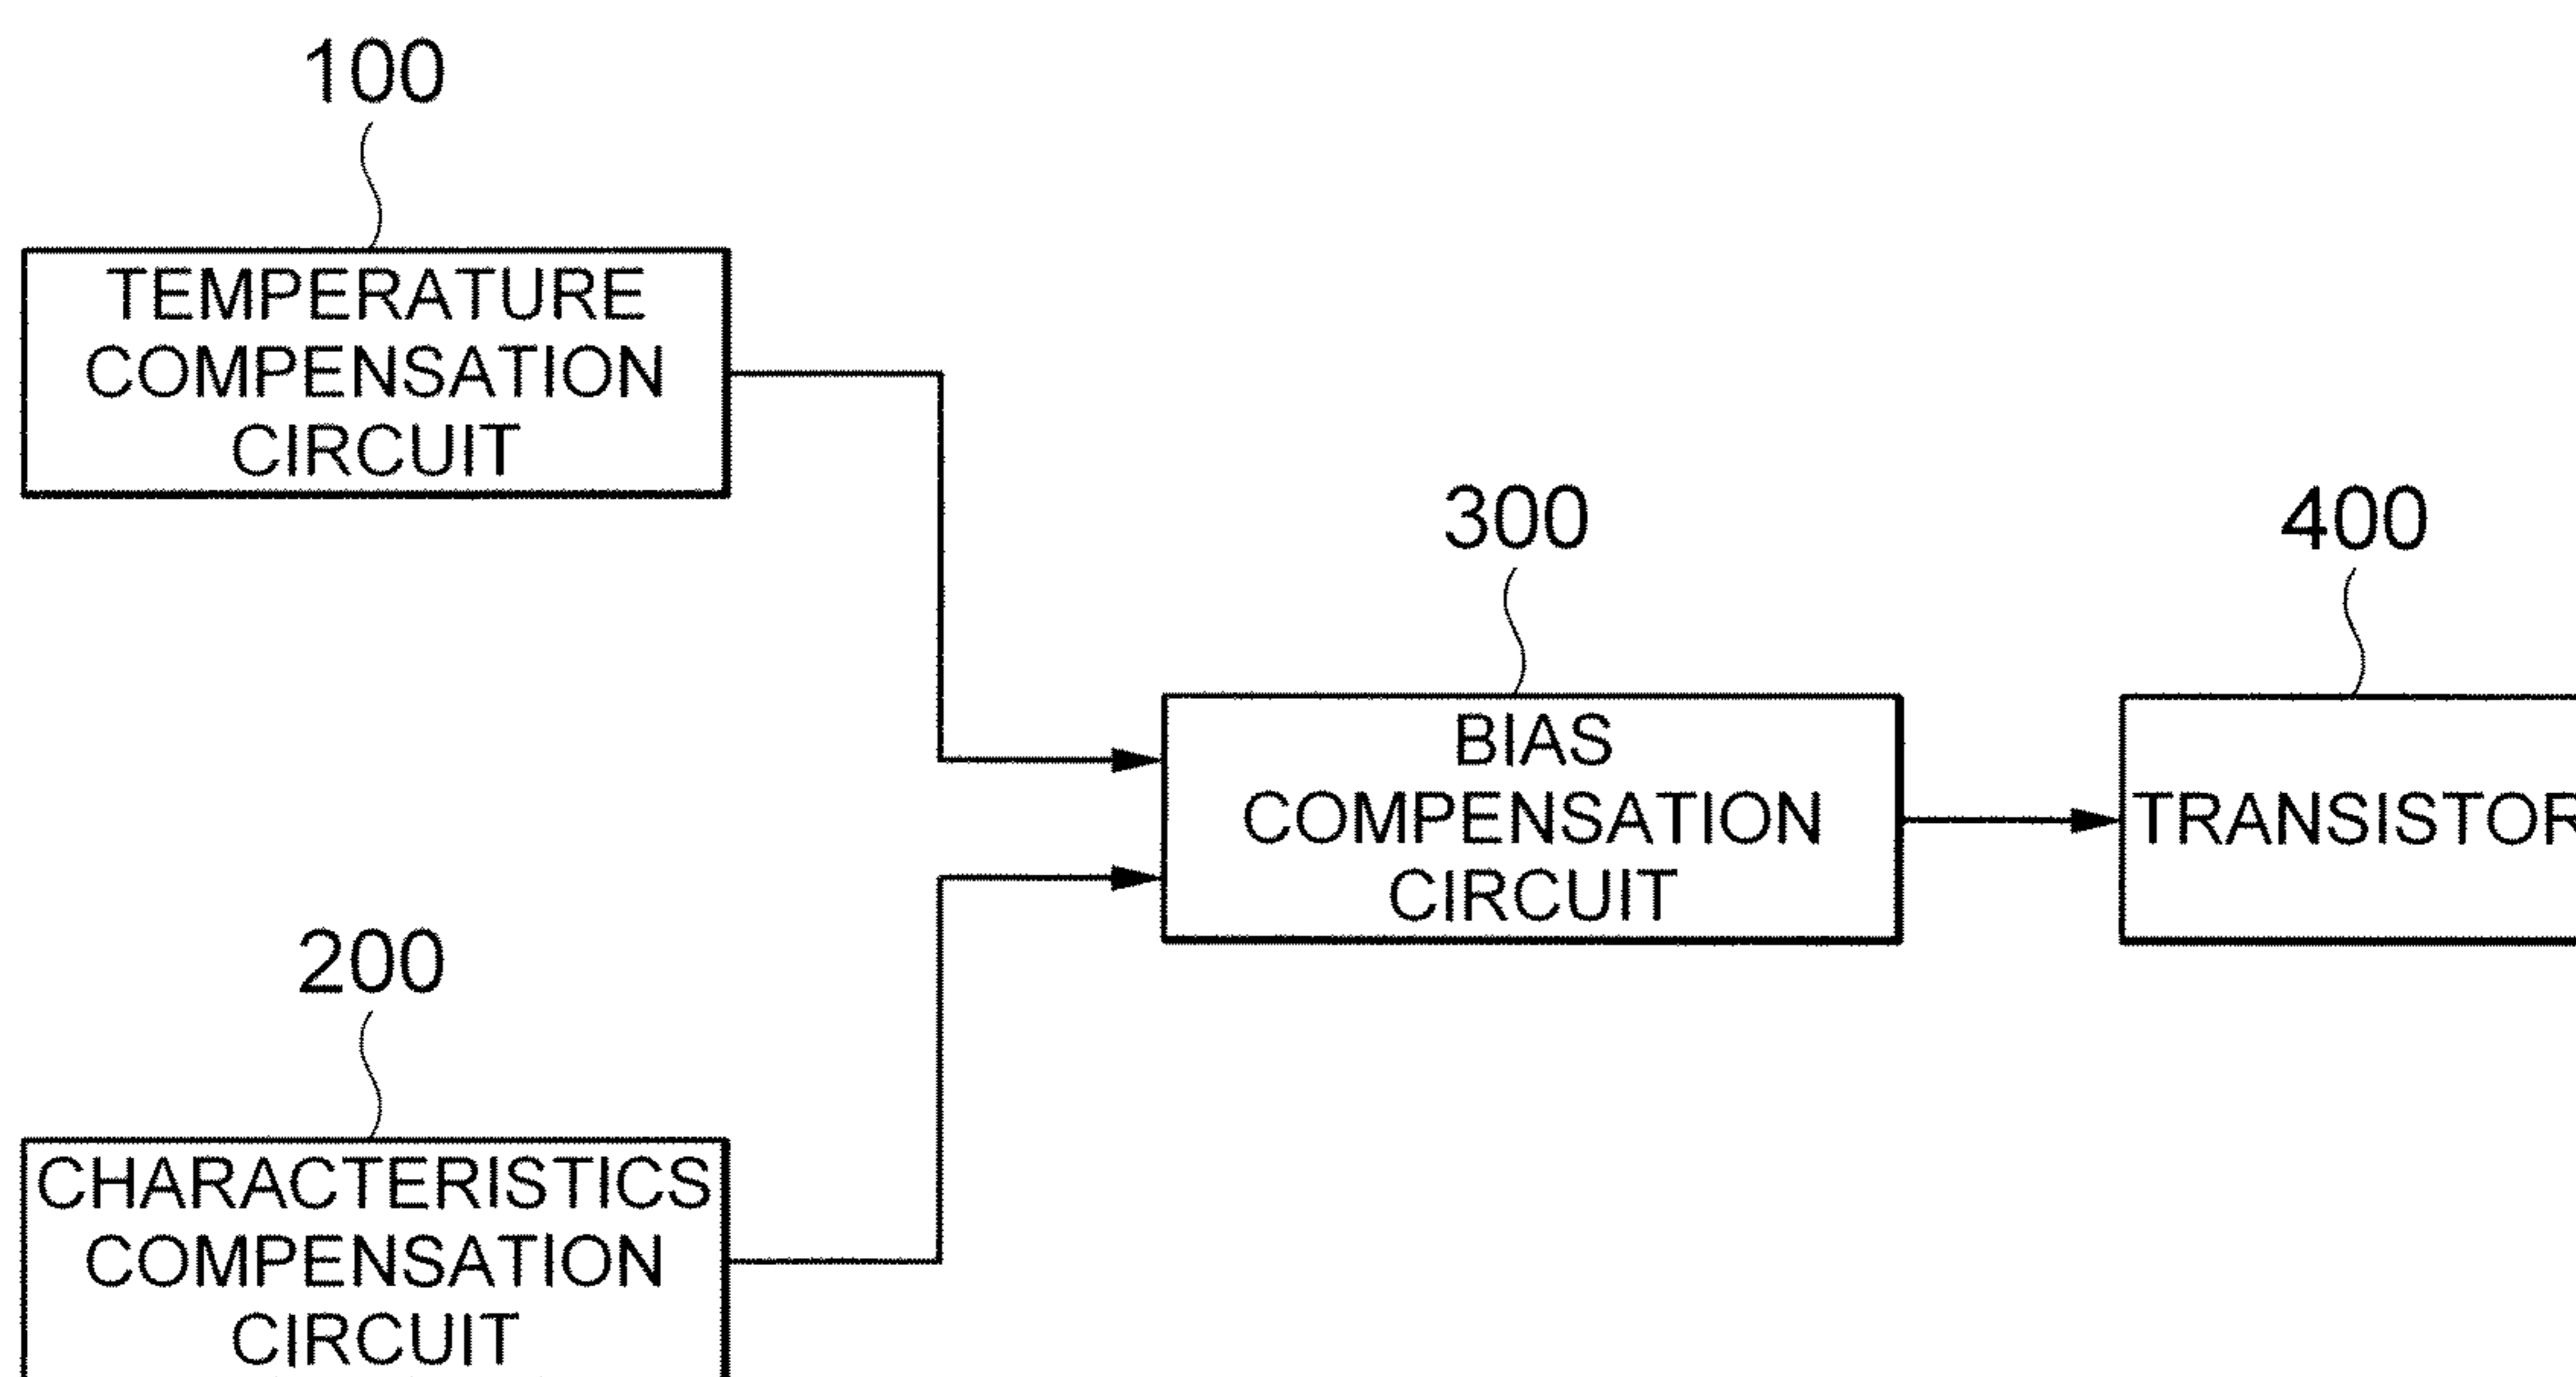 100
TEMPERATURE
COMPENSATION
CIRCUIT
300
BIAS
COMPENSATION
CIRCUIT
400
TRANSISTOR
200
CHARACTERISTICS
COMPENSATION
CIRCUIT